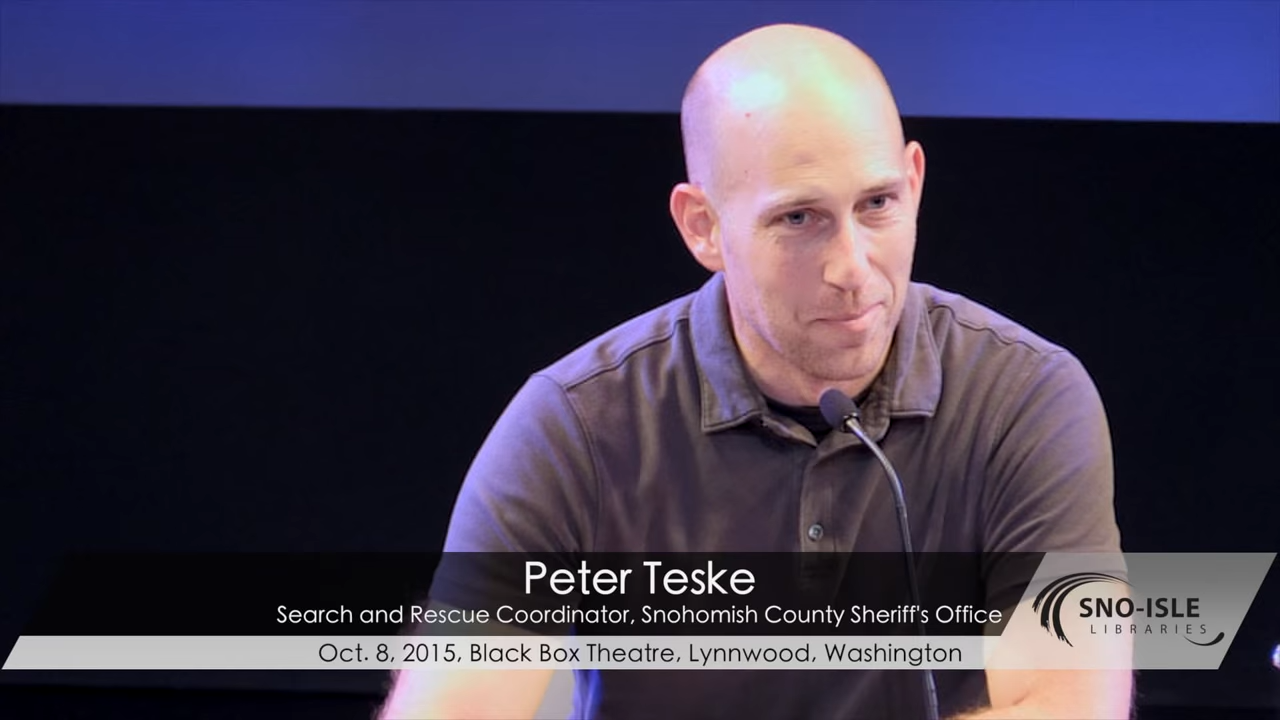 Peter Teske
Search and Rescue Coordinator, Snohomish County Sheriff's Office
SNO-ISLE
LIBRARIES
Oct. 8, 2015, Black Box Theatre, Lynnwood, Washington